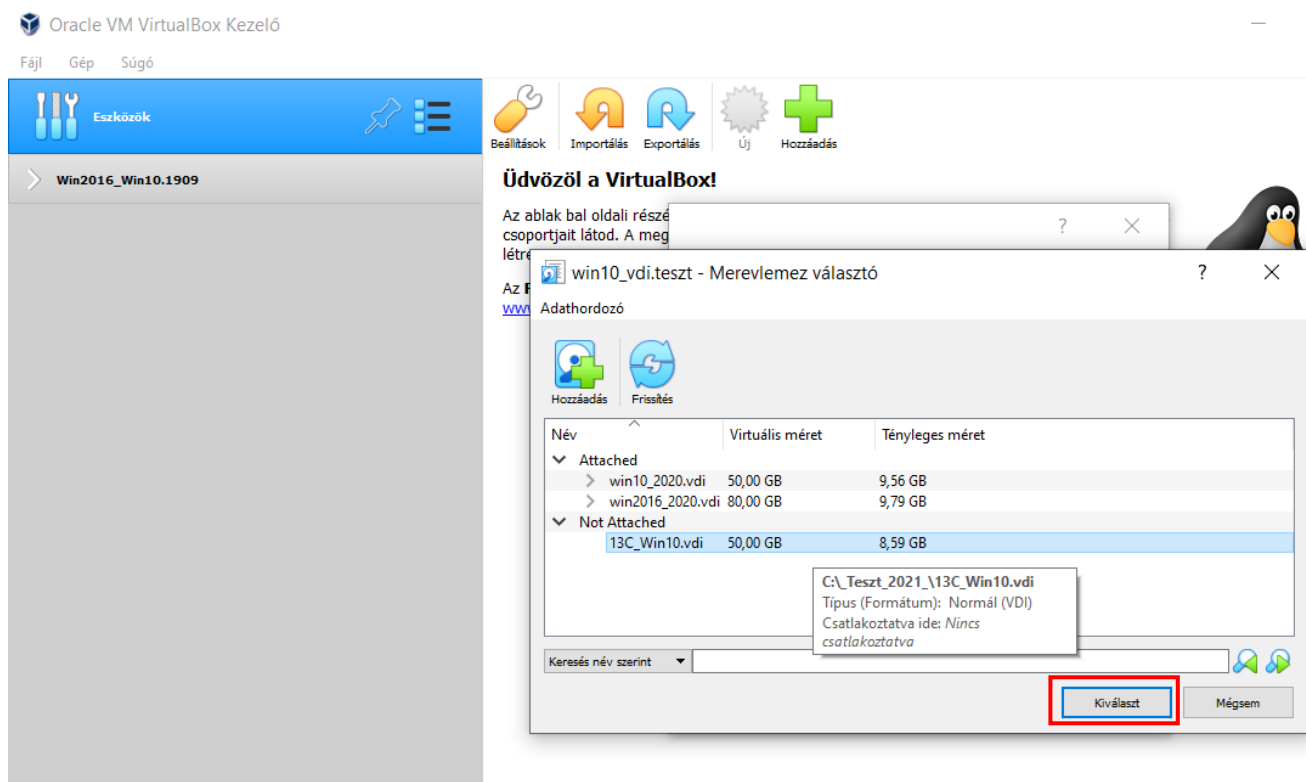 Oracle VM VirtualBox Kezelő
Fájl Gép Súgó
Eszközök
Win2016_Win10.1909
Beállítások Importálás Exportálás Új Hozzáadás
Üdvözöl a VirtualBox!
Az ablak bal oldali részé
csoportjait látod. A meg
létre
Az
www
?
win10_vdi.teszt - Merevlemez választó ?
Adathordozó
Hozzáadás Frissítés
Név Virtuális méret Tényleges méret
Attached
win10_2020.vdi 50,00 GB 9,56 GB
win2016_2020.vdi 80,00 GB 9,79 GB
Not Attached
13C_Win10.vdi 50,00 GB 8,59 GB
C:\_Teszt_2021_\13C_Win10.vdi
Típus (Formátum): Normál (VDI)
Csatlakoztatva ide: Nincs
csatlakoztatva
Keresés név szerint
Kiválaszt Mégsem